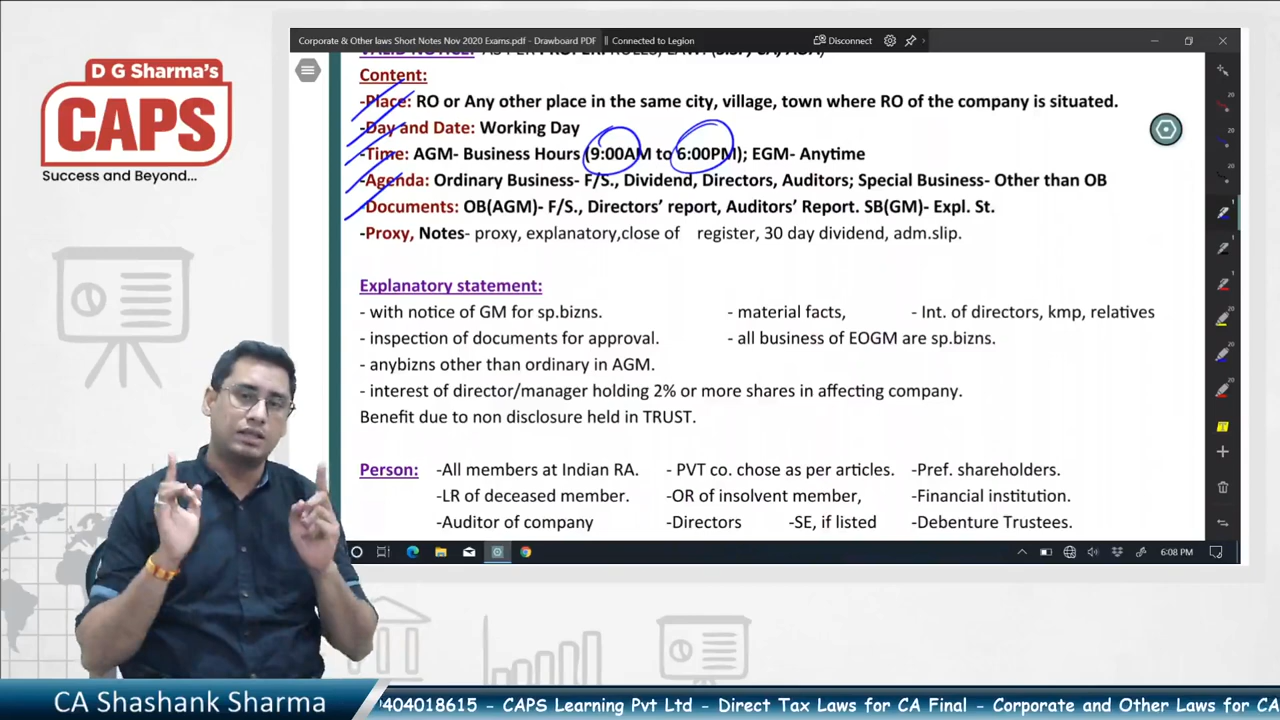 D G Sharma's
CAPS
Success and Beyond...
Corporate & Other laws Short Notes Nov 2020 Exams.pdf - Drawboard PDF
Connected to Legion
Disconnect
Content:
-Place: RO or Any other place in the same city, village, town where RO of the company is situated.
-Day and Date: Working Day
-Time: AGM- Business Hours (9:00AM to 6:00PM); EGM- Anytime
-Agenda: Ordinary Business- F/S., Dividend, Directors, Auditors; Special Business- Other than OB
-Documents: OB(AGM)- F/S., Directors' report, Auditors' Report. SB(GM)- Expl. St.
-Proxy, Notes- proxy, explanatory,close of register, 30 day dividend, adm.slip.
Explanatory statement:
- with notice of GM for sp.bizns. - material facts, - Int. of directors, kmp, relatives
- inspection of documents for approval. - all business of EOGM are sp.bizns.
- anybizns other than ordinary in AGM.
- interest of director/manager holding 2% or more shares in affecting company.
Benefit due to non disclosure held in TRUST.
Person: -All members at Indian RA. - PVT co. chose as per articles. -Pref. shareholders.
-LR of deceased member. -OR of insolvent member, -Financial institution.
-Auditor of company -Directors -SE, if listed -Debenture Trustees.
6:08 PM
CA Shashank Sharma
9404018615 - CAPS Learning Pvt Ltd - Direct Tax Laws for CA Final - Corporate and Other Laws for CA